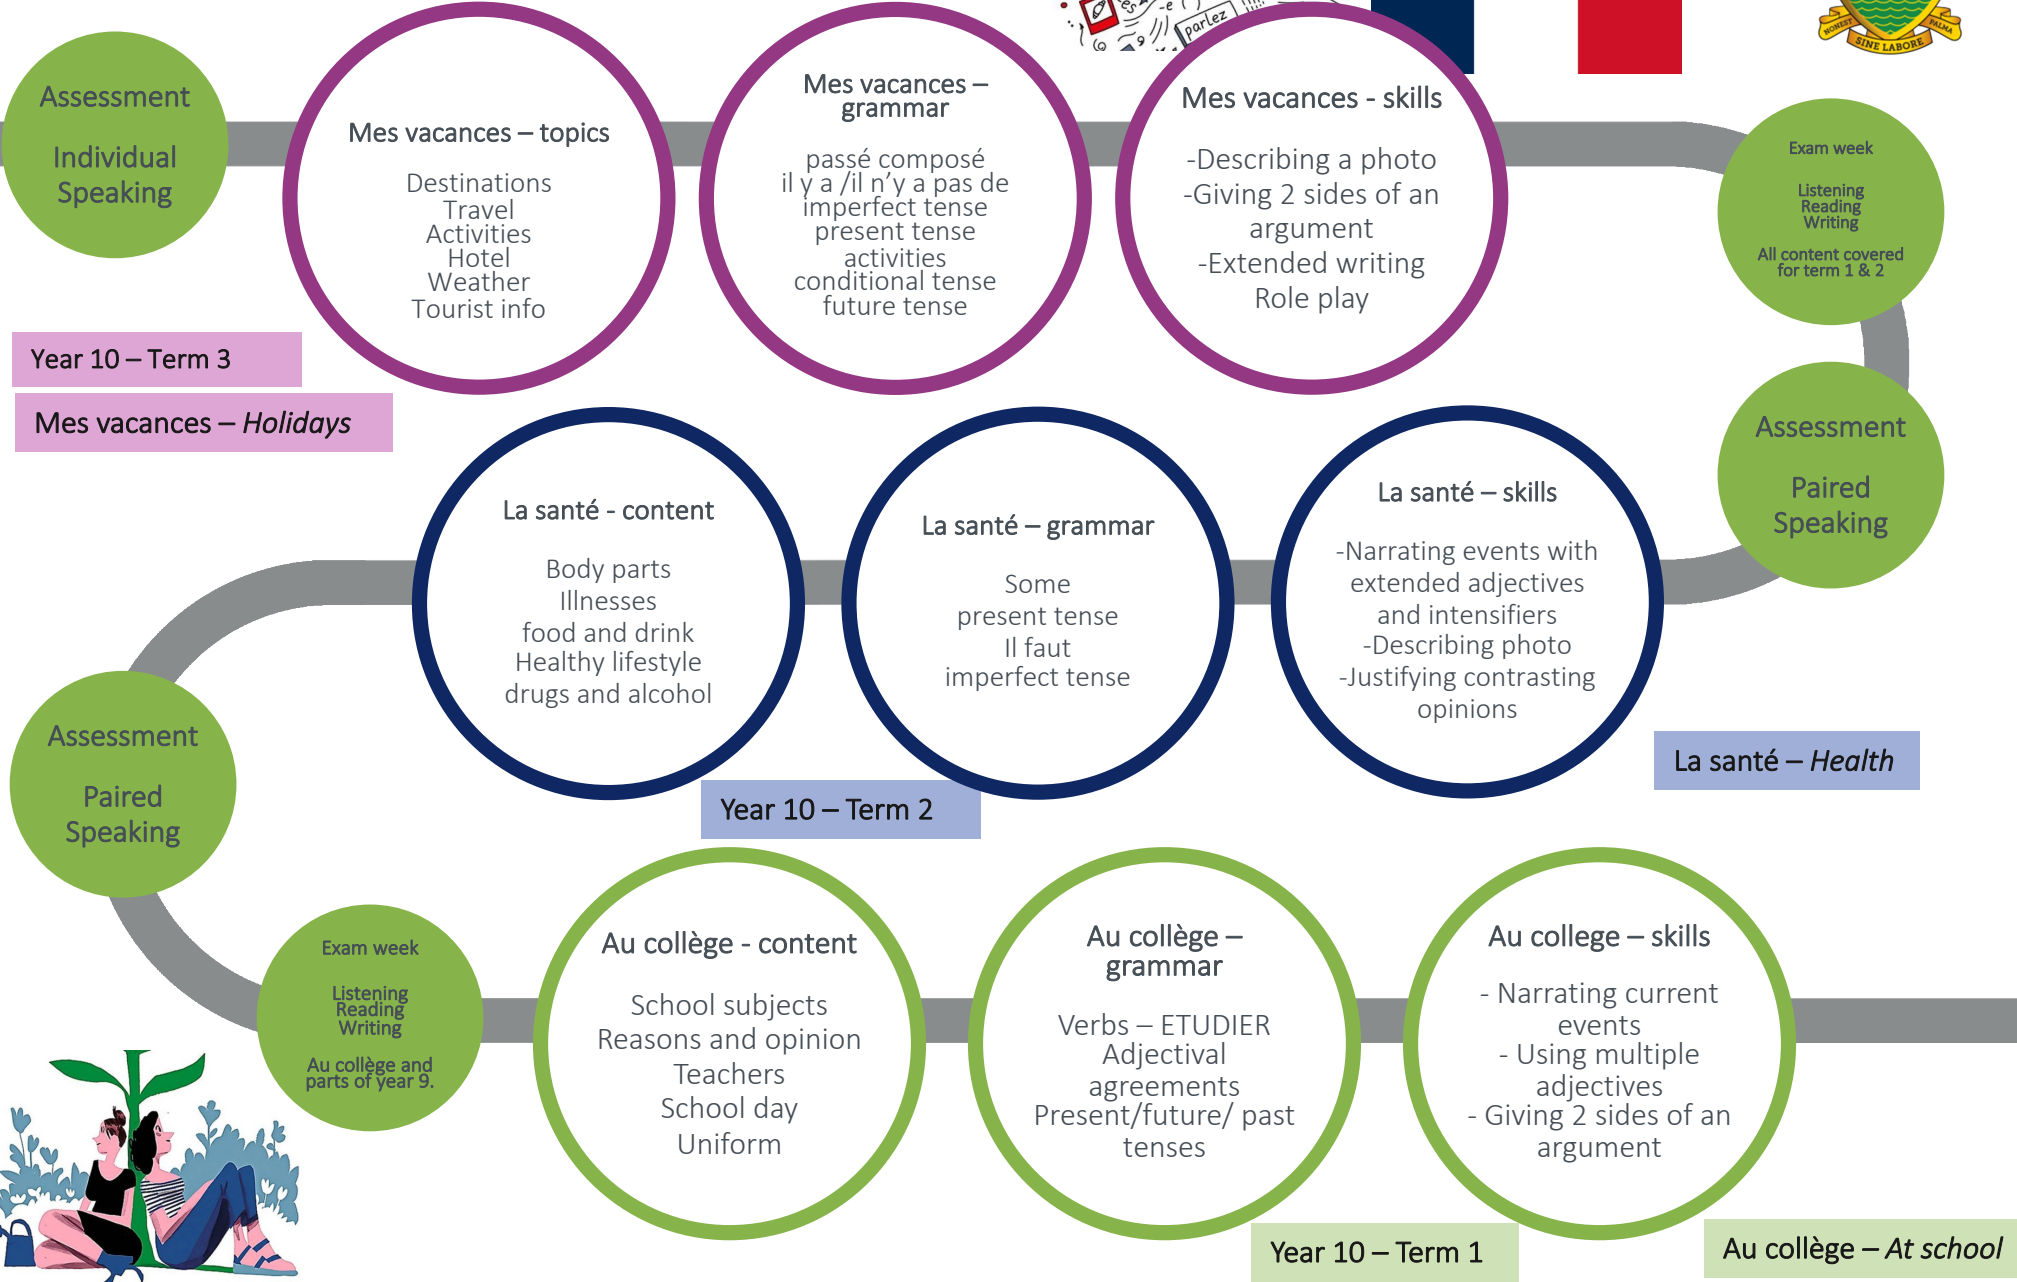 parlez
-e
es
HONEST
SINE LABORE
PALMA
Assessment
Individual
Speaking
Mes vacances – topics
Destinations
Travel
Activities
Hotel
Weather
Tourist info
Mes vacances –
grammar
passé composé
il y a /il n’y a pas de
imperfect tense
present tense
activities
conditional tense
future tense
Mes vacances - skills
-Describing a photo
-Giving 2 sides of an
argument
-Extended writing
Role play
Exam week
Listening
Reading
Writing
All content covered
for term 1 & 2
Year 10 – Term 3
Mes vacances – Holidays
Assessment
Paired
Speaking
La santé - content
Body parts
Illnesses
food and drink
Healthy lifestyle
drugs and alcohol
La santé – grammar
Some
present tense
Il faut
imperfect tense
La santé – skills
-Narrating events with
extended adjectives
and intensifiers
-Describing photo
-Justifying contrasting
opinions
La santé – Health
Year 10 – Term 2
Assessment
Paired
Speaking
Exam week
Listening
Reading
Writing
Au collège and
parts of year 9.
Au collège - content
School subjects
Reasons and opinion
Teachers
School day
Uniform
Au collège –
grammar
Verbs – ETUDIER
Adjectival
agreements
Present/future/ past
tenses
Au college – skills
- Narrating current
events
- Using multiple
adjectives
- Giving 2 sides of an
argument
Year 10 – Term 1
Au collège – At school